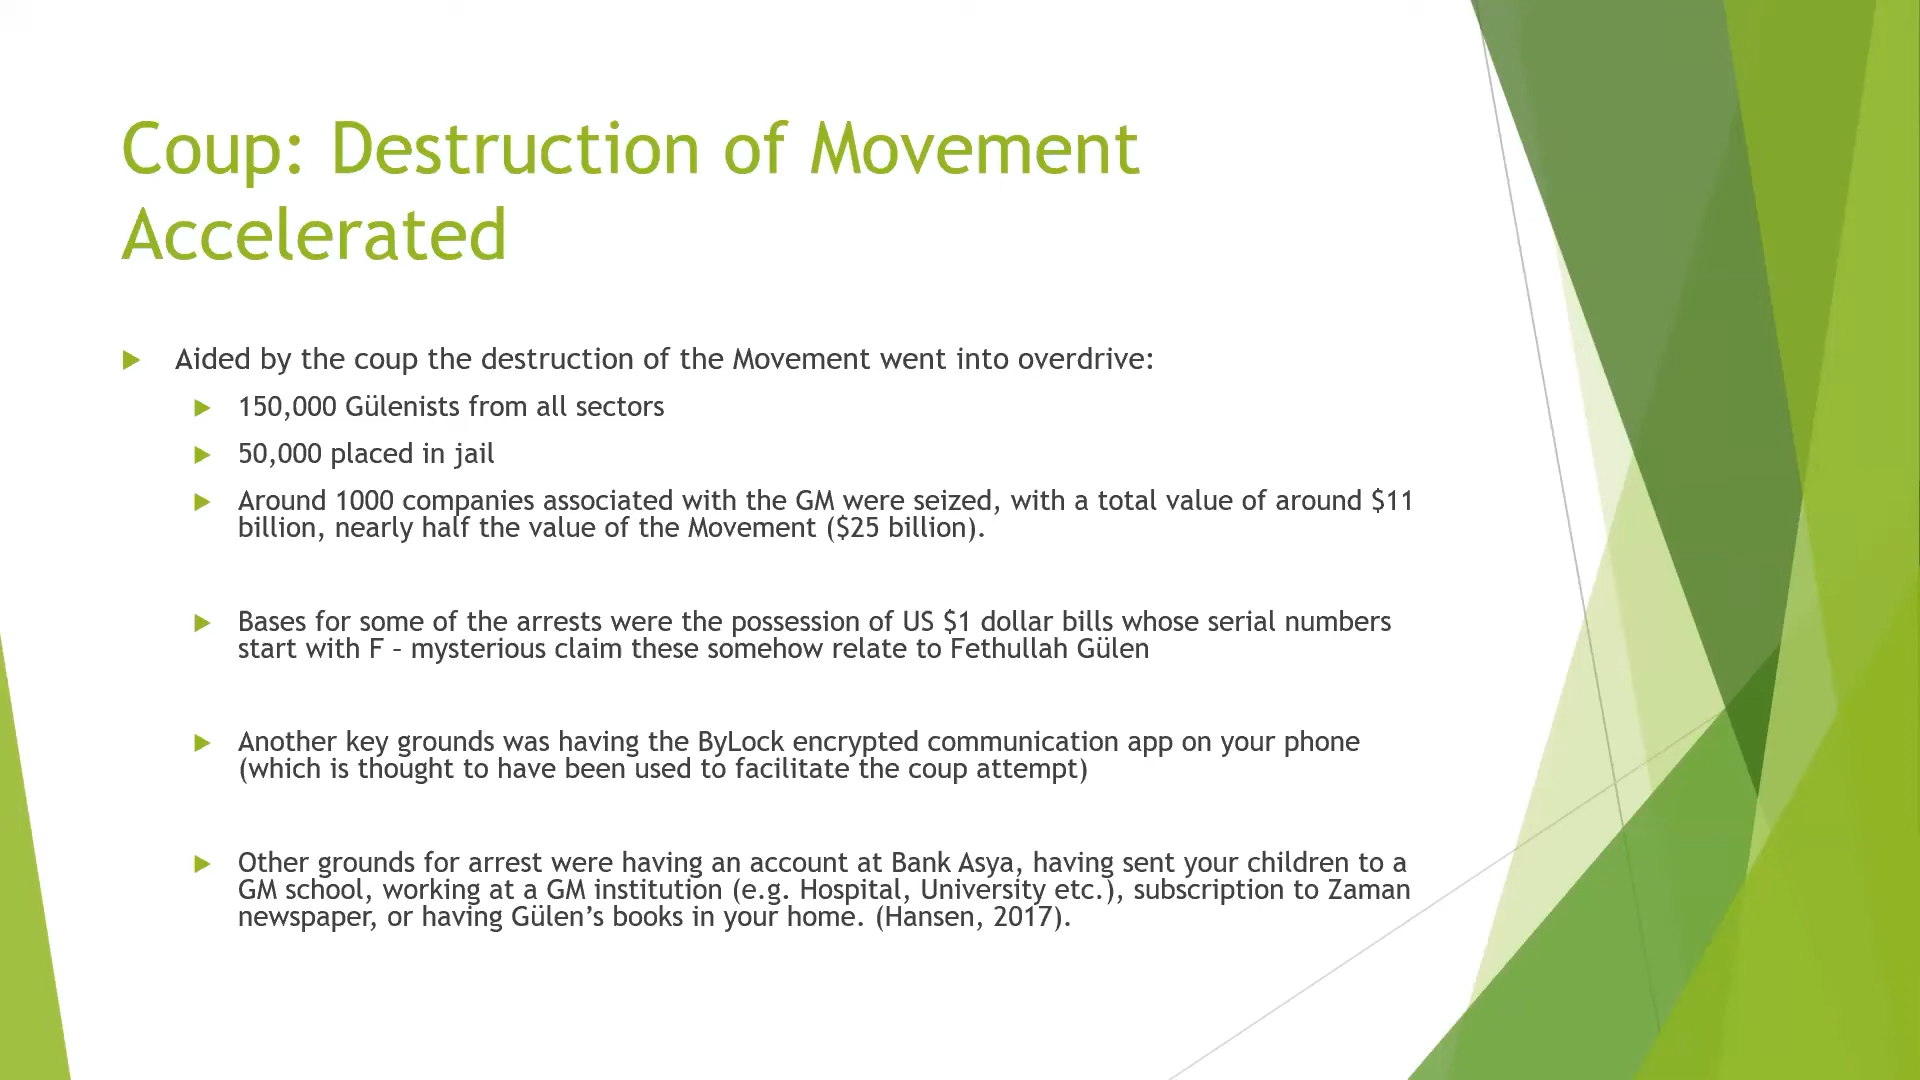 Coup: Destruction of Movement
Accelerated
Aided by the coup the destruction of the Movement went into overdrive:
150,000 Gülenists from all sectors
50,000 placed in jail
Around 1000 companies associated with the GM were seized, with a total value of around $11
billion, nearly half the value of the Movement ($25 billion).
Bases for some of the arrests were the possession of US $1 dollar bills whose serial numbers
start with F – mysterious claim these somehow relate to Fethullah Gülen
Another key grounds was having the ByLock encrypted communication app on your phone
(which is thought to have been used to facilitate the coup attempt)
Other grounds for arrest were having an account at Bank Asya, having sent your children to a
GM school, working at a GM institution (e.g. Hospital, University etc.), subscription to Zaman
newspaper, or having Gülen’s books in your home. (Hansen, 2017).